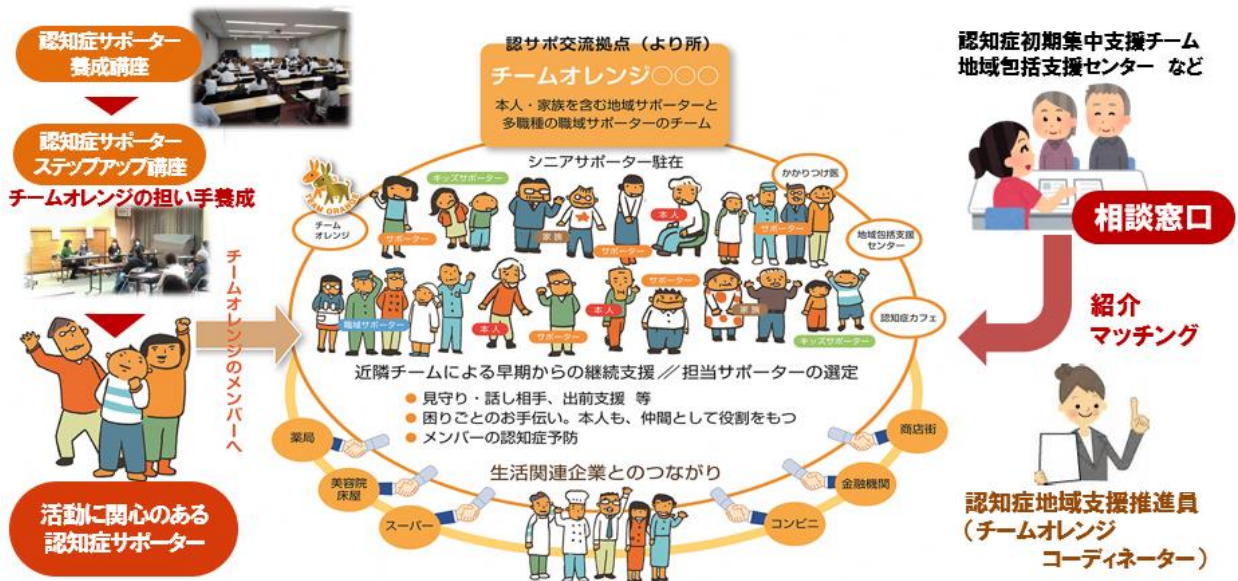 認知症サポーター
養成講座
認知症サポーター
ステップアップ講座
チームオレンジの担い手養成
チームオレンジのメンバーへ
活動に関心のある
認知症サポーター
認サポ交流拠点（より所）
チームオレンジ○○○
本人・家族を含む地域サポーターと
多職種の職域サポーターのチーム
シニアサポーター駐在
TEAM ORANGE
チーム
オレンジ
サポーター
キッズサポーター
家族
サポーター
本人
サポーター
かかりつけ医
地域包括支援
センター
認知症カフェ
職域サポーター
本人
サポーター
本人
サポーター
家族
キッズサポーター
近隣チームによる早期からの継続支援／／担当サポーターの選定
● 見守り・話し相手、出前支援 等
● 困りごとのお手伝い。本人も、仲間として役割をもつ
● メンバーの認知症予防
生活関連企業とのつながり
薬局
美容院
床屋
スーパー
コンビニ
金融機関
商店街
認知症初期集中支援チーム
地域包括支援センター など
相談窓口
紹介
マッチング
認知症地域支援推進員
（チームオレンジ
コーディネーター）